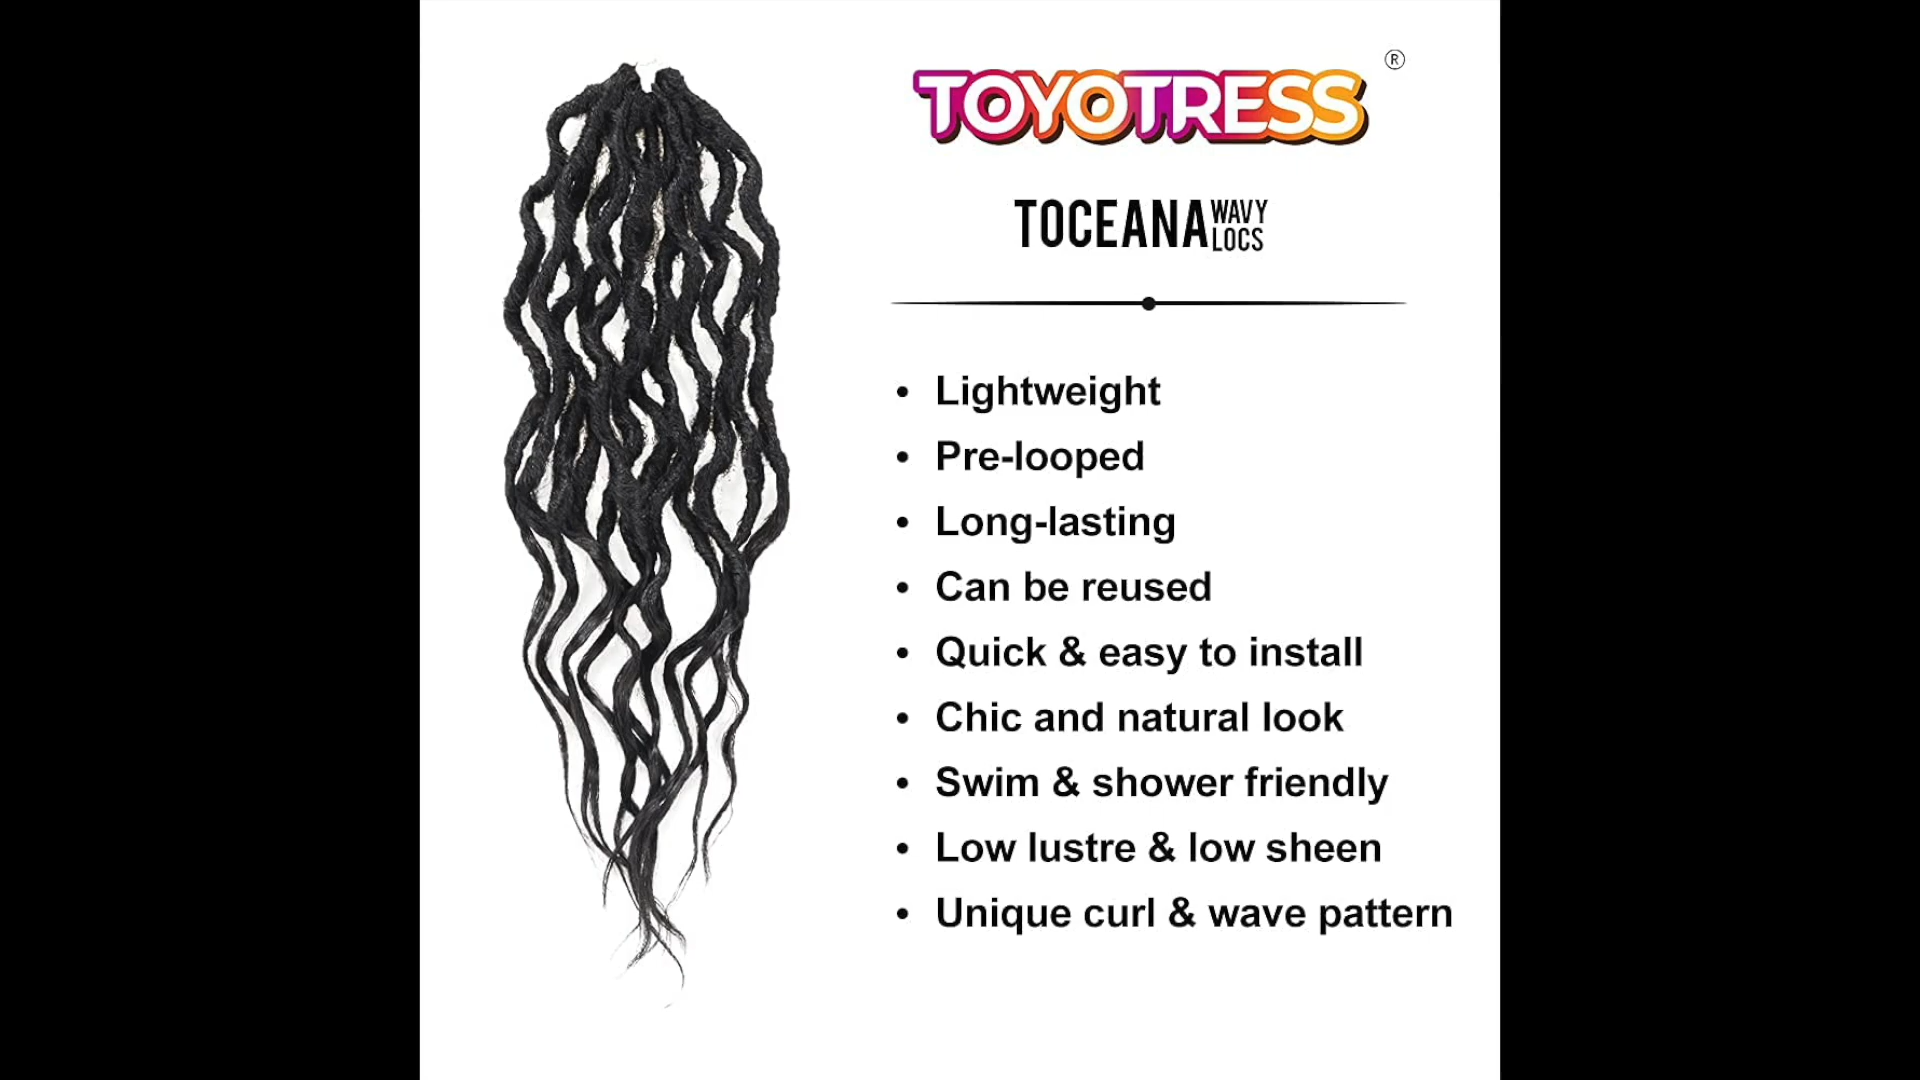 TOYOTRESS ®
TOCEANA WAVY LOCS
• Lightweight
• Pre-looped
• Long-lasting
• Can be reused
• Quick & easy to install
• Chic and natural look
• Swim & shower friendly
• Low lustre & low sheen
• Unique curl & wave pattern